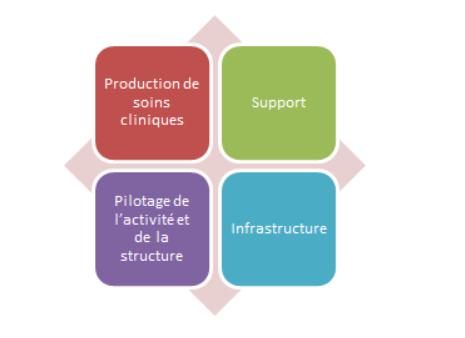 Production de
soins
cliniques
Support
Pilotage de
l'activité et
de la
structure
Infrastructure